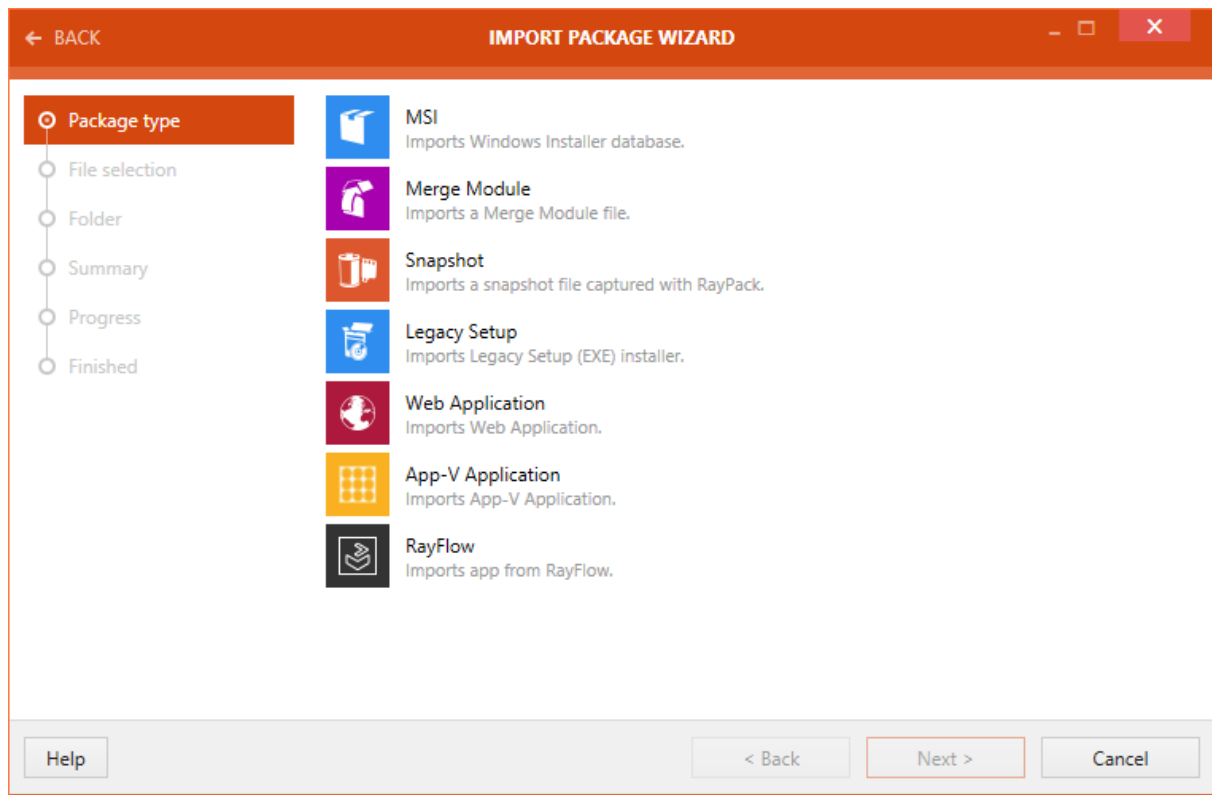 ← BACK
IMPORT PACKAGE WIZARD
Package type
File selection
Folder
Summary
Progress
Finished
MSI
Imports Windows Installer database.
Merge Module
Imports a Merge Module file.
Snapshot
Imports a snapshot file captured with RayPack.
Legacy Setup
Imports Legacy Setup (EXE) installer.
Web Application
Imports Web Application.
App-V Application
Imports App-V Application.
RayFlow
Imports app from RayFlow.
Help
< Back
Next >
Cancel